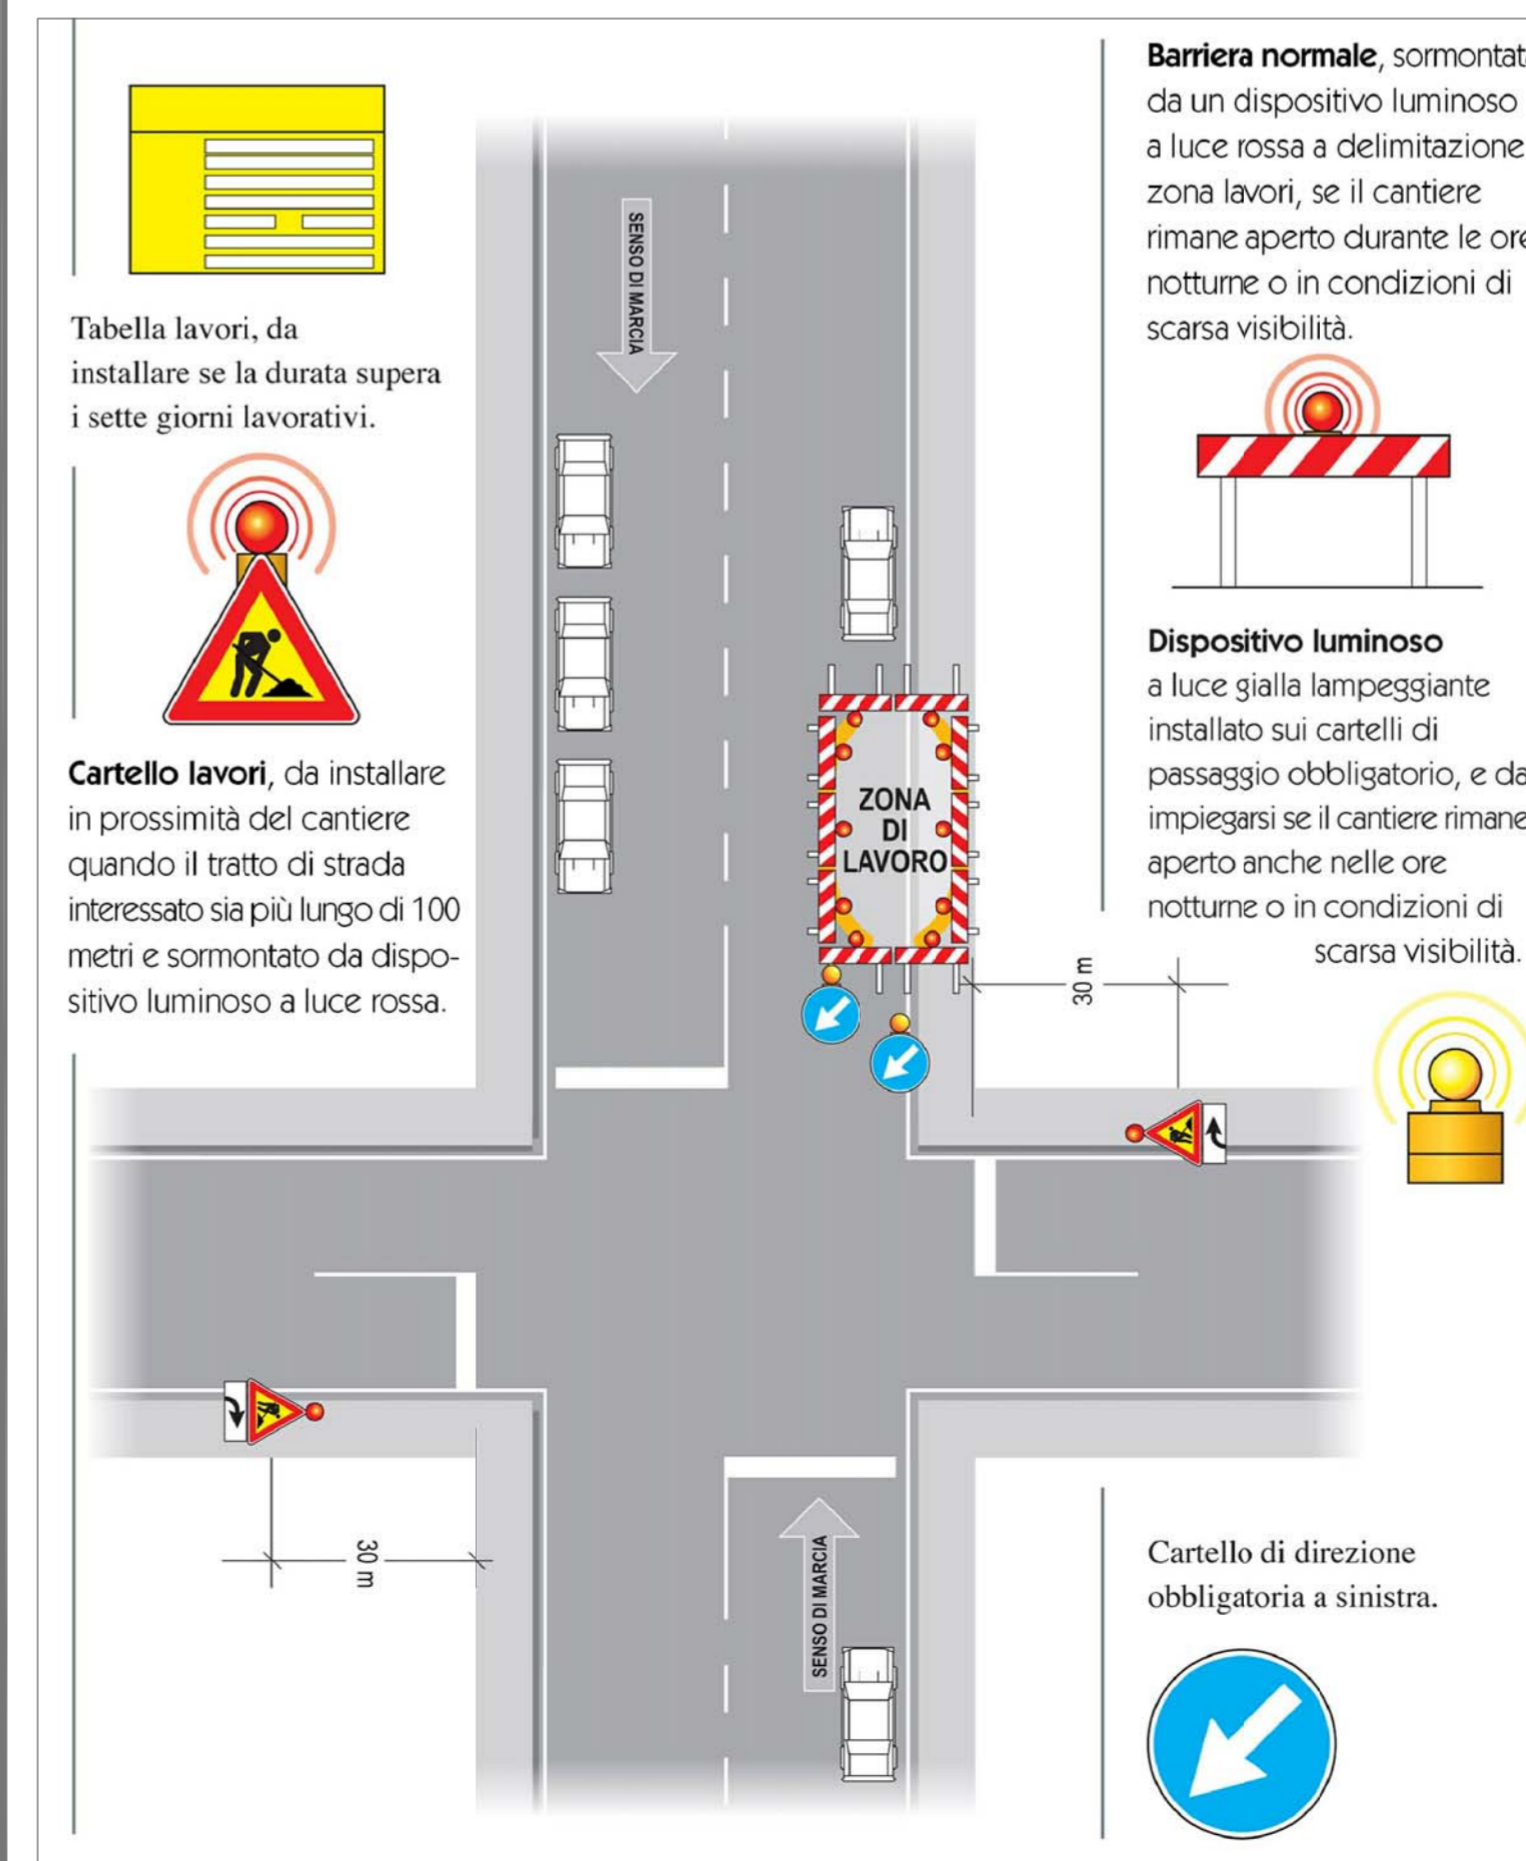 Tabella lavori, da
installare se la durata supera
i sette giorni lavorativi.
Cartello lavori, da installare
in prossimità del cantiere
quando il tratto di strada
interessato sia più lungo di 100
metri e sormontato da dispo-
sitivo luminoso a luce rossa.
SENSO DI MARCIA
ZONA
DI
LAVORO
30 m
30 m
SENSO DI MARCIA
Barriera normale, sormontat
da un dispositivo luminoso
a luce rossa a delimitazione
zona lavori, se il cantiere
rimane aperto durante le ore
notturne o in condizioni di
scarsa visibilità.
Dispositivo luminoso
a luce gialla lampeggiante
installato sui cartelli di
passaggio obbligatorio, e da
impiegarsi se il cantiere rimane
aperto anche nelle ore
notturne o in condizioni di
scarsa visibilità.
Cartello di direzione
obbligatoria a sinistra.